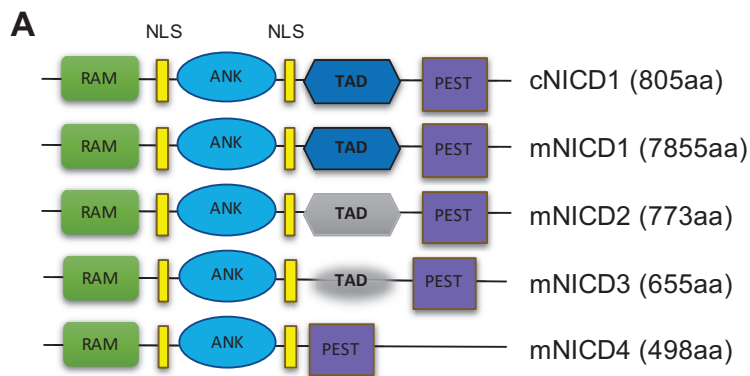 A
NLS NLS
RAM ANK TAD PEST cNICD1 (805aa)
RAM ANK TAD PEST mNICD1 (7855aa)
RAM ANK TAD PEST mNICD2 (773aa)
RAM ANK TAD PEST mNICD3 (655aa)
RAM ANK PEST mNICD4 (498aa)